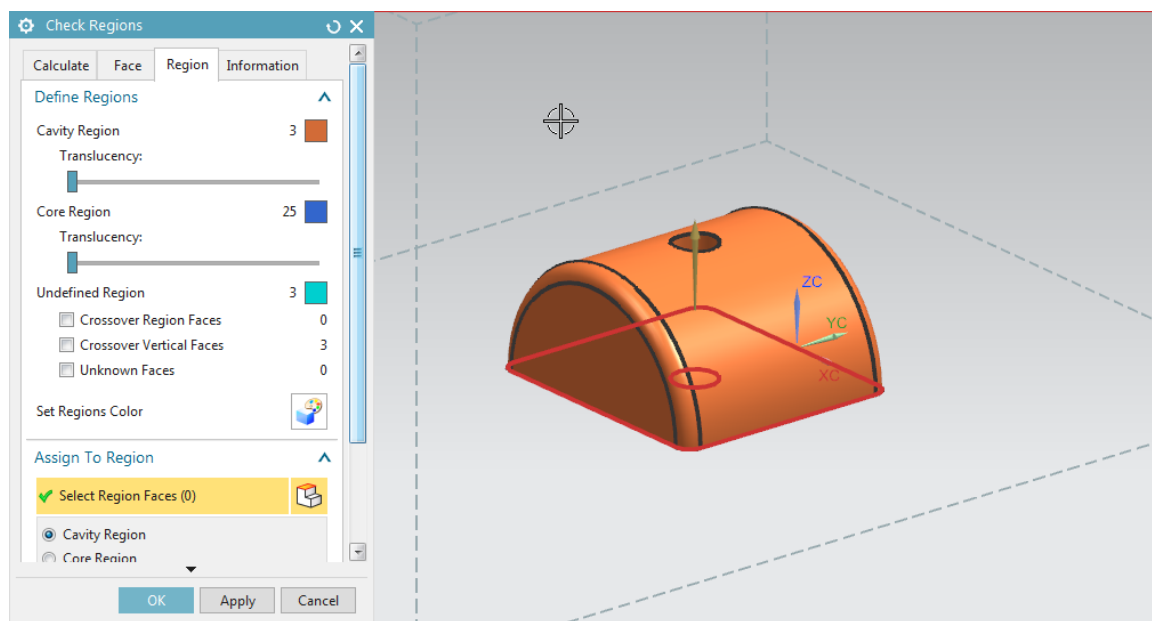 Check Regions
Calculate Face Region Information
Define Regions
Cavity Region 3
Translucency:
Core Region 25
Translucency:
Undefined Region 3
Crossover Region Faces 0
Crossover Vertical Faces 3
Unknown Faces 0
Set Regions Color
Assign To Region
Select Region Faces (0)
Cavity Region
Core Region
OK Apply Cancel
ZC
YC
XC